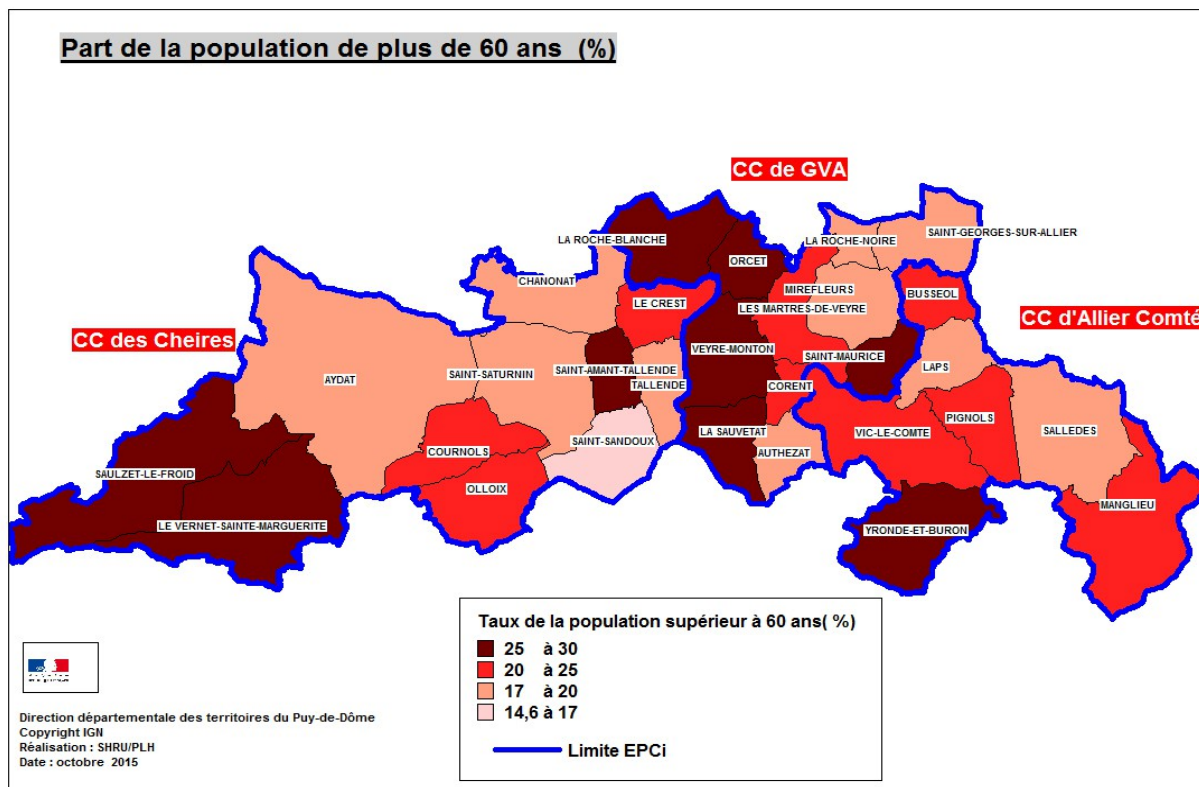 Part de la population de plus de 60 ans (%)
CC de GVA
CC des Cheires
CC d'Allier Comté
LA ROCHE-BLANCHE
ORCET
LA ROCHE-NOIRE
SAINT-GEORGES-SUR-ALLIER
CHANONAT
LE CREST
MIREFLEURS
BUSSEOL
LES MARTRES-DE-VEYRE
VEYRE-MONTON
SAINT-MAURICE
LAPS
AYDAT
SAINT-SATURNIN
SAINT-AMANT-TALLENDE
TALLENDE
CORENT
PIGNOLS
SALLEDES
LA SAUVETAT
VIC-LE-COMTE
SAINT-SANDOUX
COURNOLS
AUTHEZAT
SAULZET-LE-FROID
OLLOIX
MANGLIEU
LE VERNET-SAINTE-MARGUERITE
YRONDE-ET-BURON
Taux de la population supérieur à 60 ans( %)
25 à 30
20 à 25
17 à 20
14,6 à 17
Limite EPCi
Direction départementale des territoires du Puy-de-Dôme
Copyright IGN
Réalisation : SHRU/PLH
Date : octobre 2015